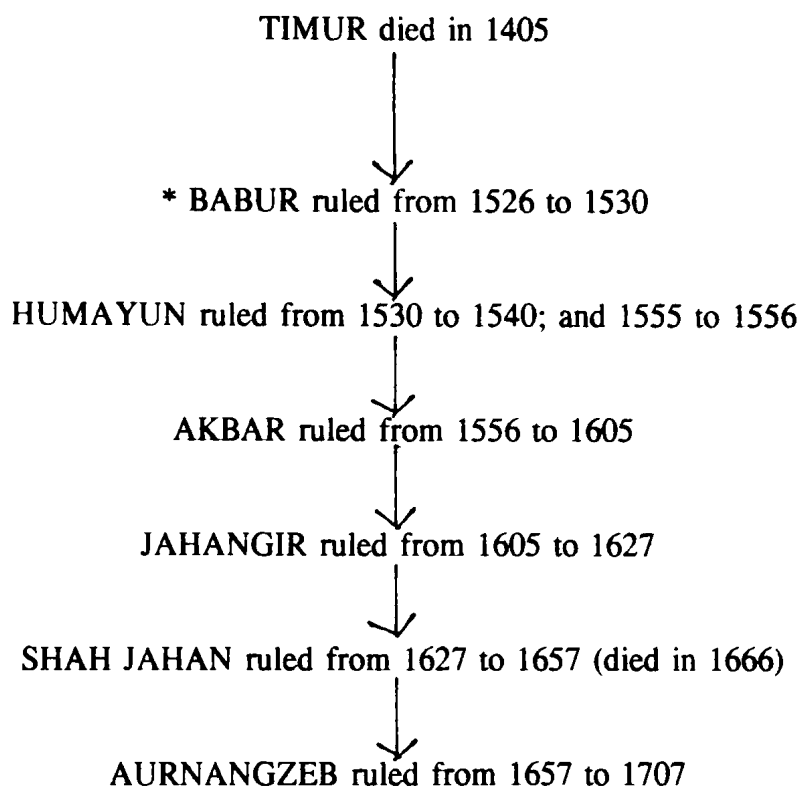 TIMUR died in 1405
* BABUR ruled from 1526 to 1530
HUMAYUN ruled from 1530 to 1540; and 1555 to 1556
AKBAR ruled from 1556 to 1605
JAHANGIR ruled from 1605 to 1627
SHAH JAHAN ruled from 1627 to 1657 (died in 1666)
AURNANGZEB ruled from 1657 to 1707